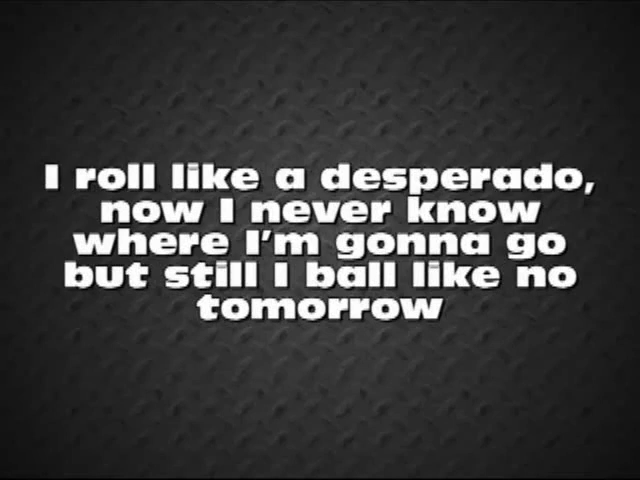 I roll like a desperado,
now I never know
where I'm gonna go
but still I ball like no
tomorrow